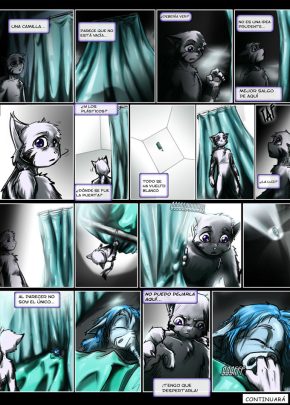 UNA CAMILLA...
PARECE QUE NO
ESTÁ VACÍA...
¿DEBERÍA VER?
NO ES UNA IDEA
PRUDENTE...
MEJOR SALGO
DE AQUÍ
¿Y LOS
PLÁSTICOS?
¿DÓNDE SE FUE
LA PUERTA?
TODO SE
HA VUELTO
BLANCO
¿LA LUZ?
AL PARECER NO
SOY EL ÚNICO...
NO PUEDO DEJARLA
AQUÍ...
¡TENGO QUE
DESPERTARLA!
CONTINUARÁ